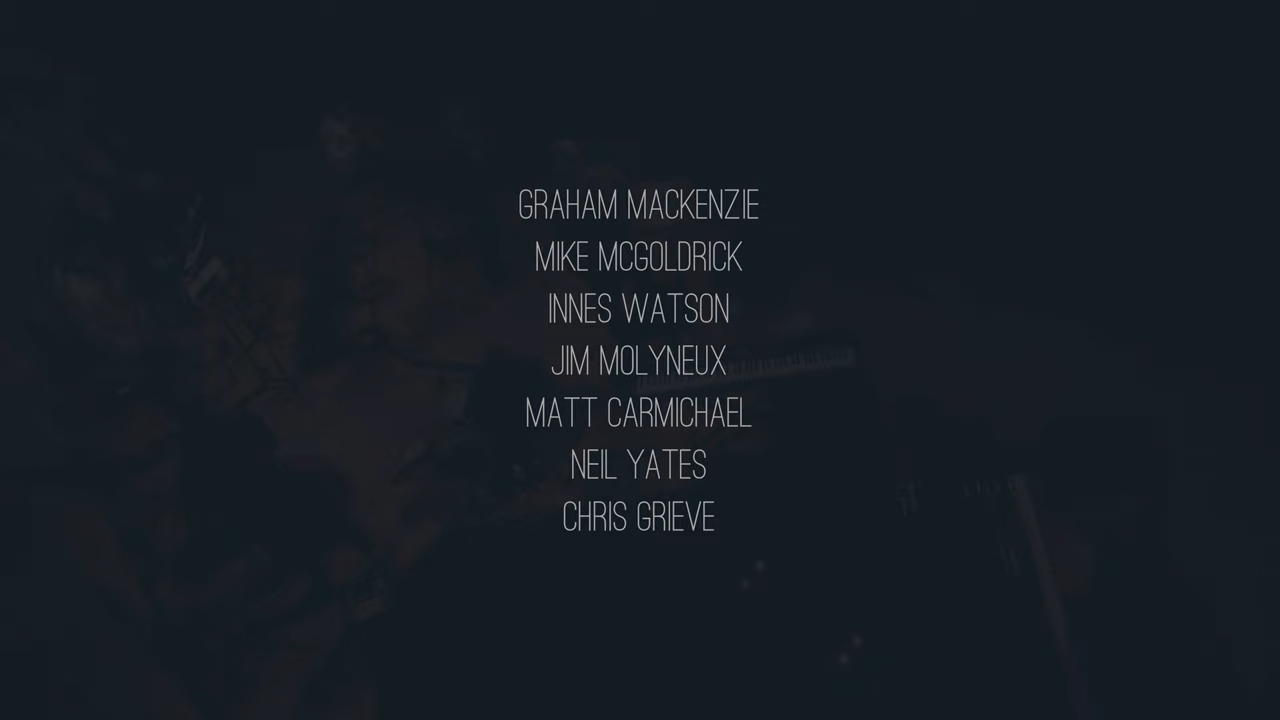 GRAHAM MACKENZIE
MIKE MCGOLDRICK
INNES WATSON
JIM MOLYNEUX
MATT CARMICHAEL
NEIL YATES
CHRIS GRIEVE